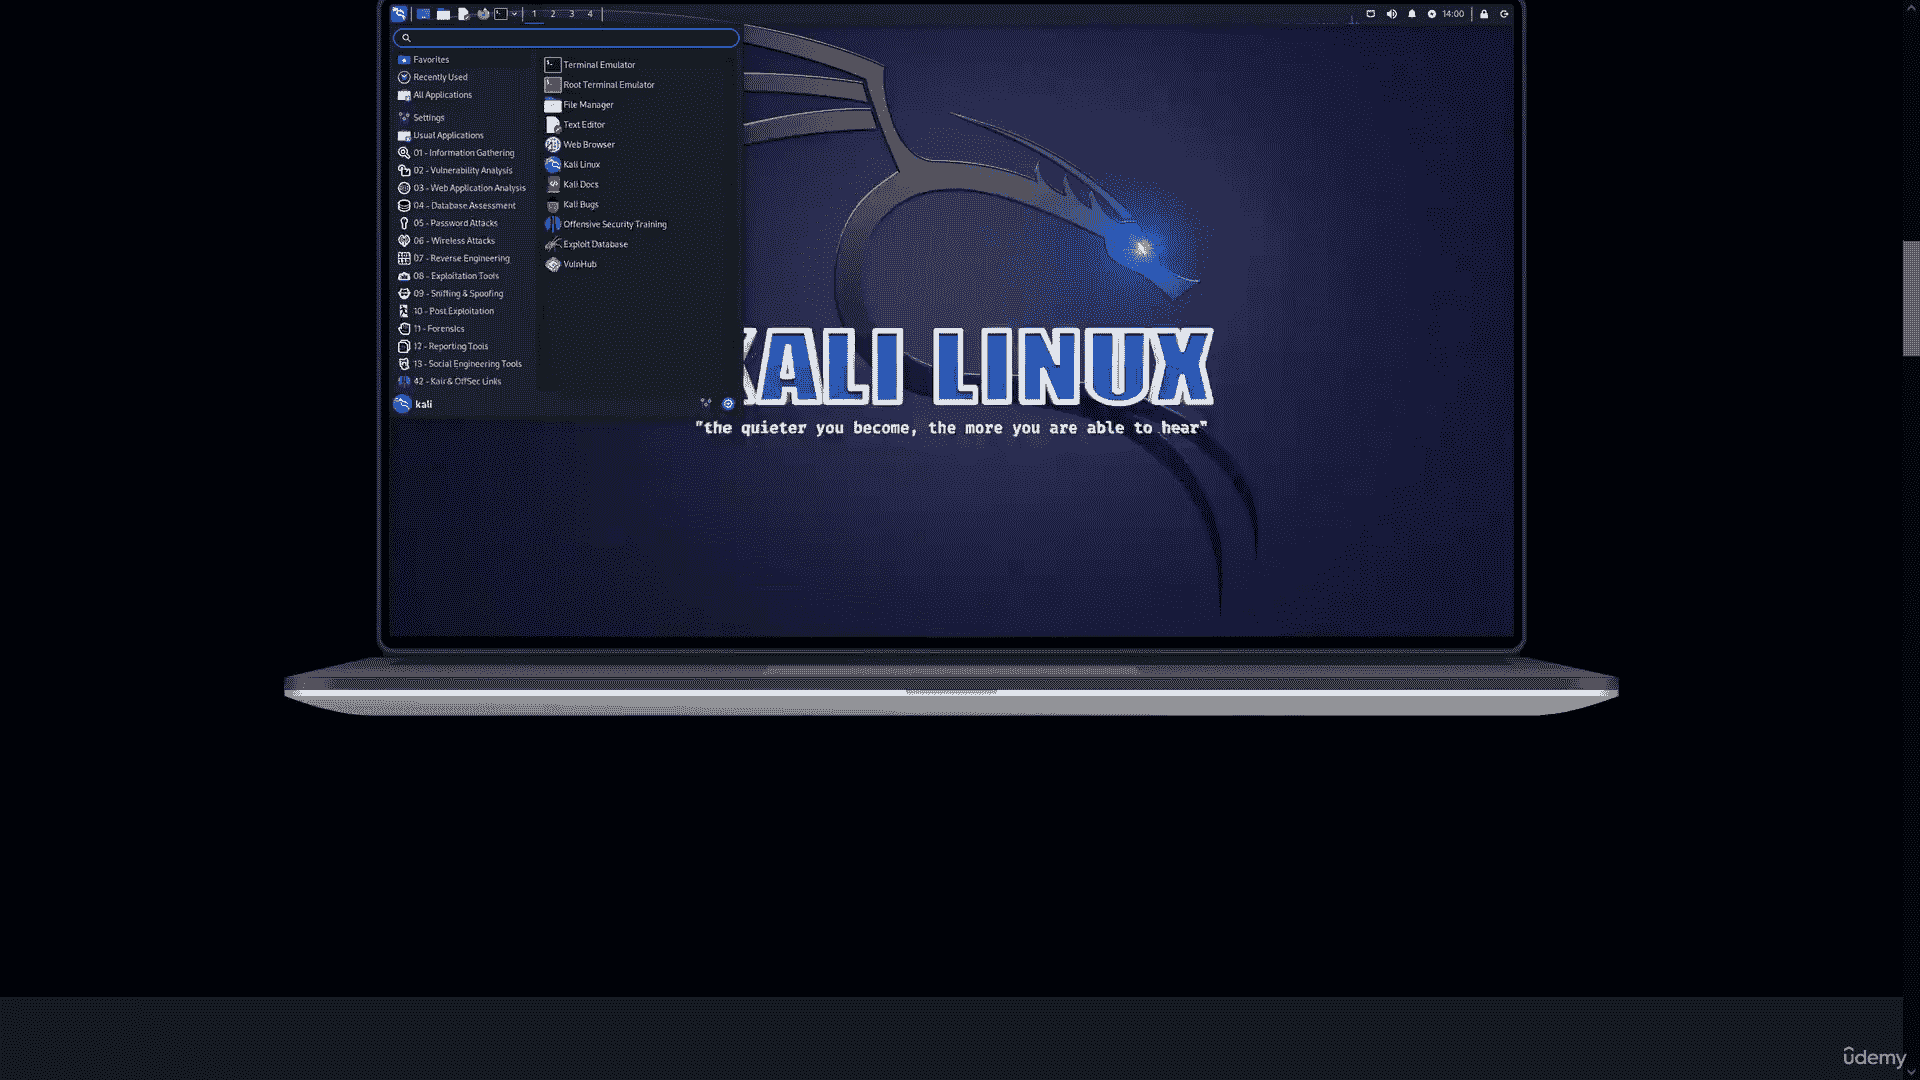 1 2 3 4
14:00
Favorites
Recently Used
All Applications
Settings
Usual Applications
01 - Information Gathering
02 - Vulnerability Analysis
03 - Web Application Analysis
04 - Database Assessment
05 - Password Attacks
06 - Wireless Attacks
07 - Reverse Engineering
08 - Exploitation Tools
09 - Sniffing & Spoofing
10 - Post Exploitation
11 - Forensics
12 - Reporting Tools
13 - Social Engineering Tools
42 - Kali & OffSec Links
kali
Terminal Emulator
Root Terminal Emulator
File Manager
Text Editor
Web Browser
Kali Linux
Kali Docs
Kali Bugs
Offensive Security Training
Exploit Database
VulnHub
KALI LINUX
"the quieter you become, the more you are able to hear"
udemy